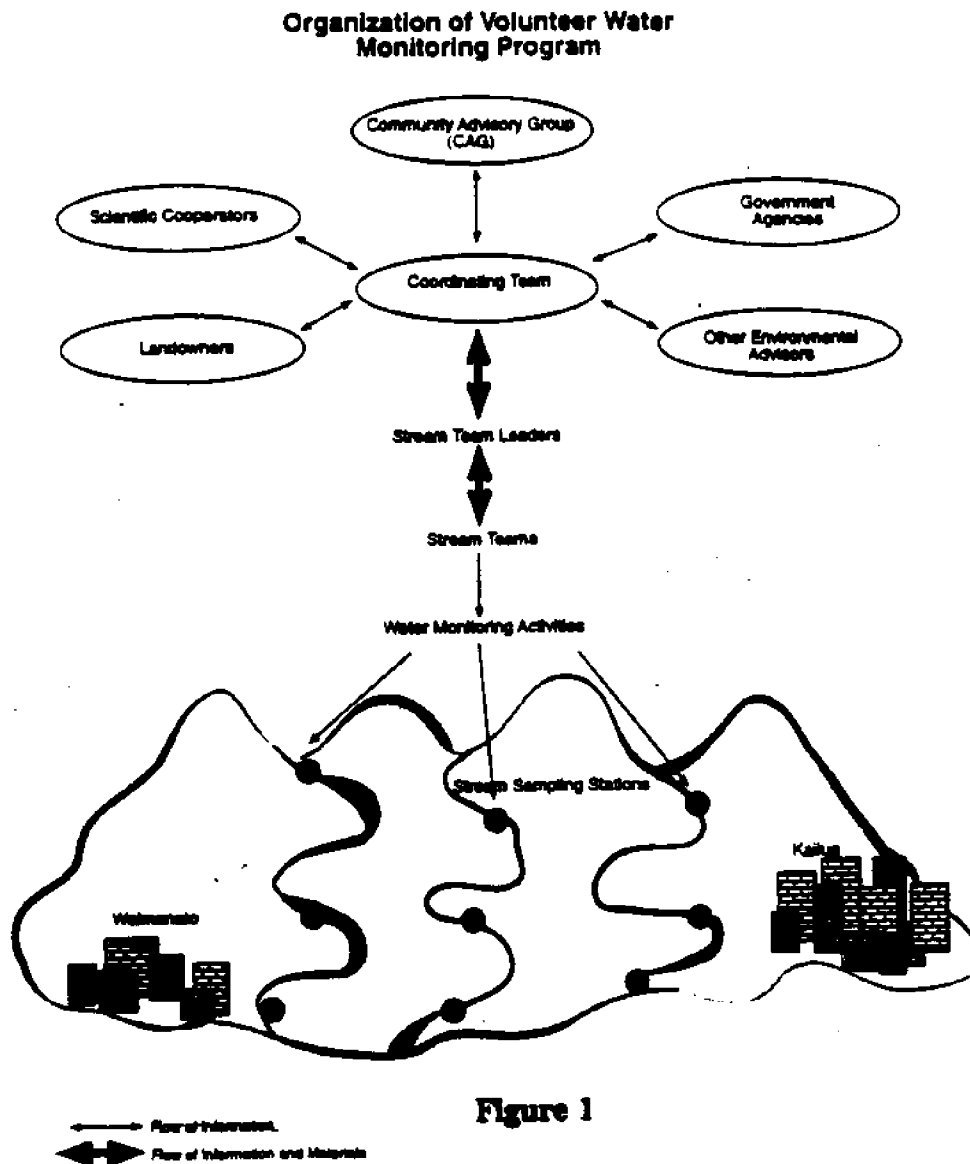 Organization of Volunteer Water
Monitoring Program
Community Advisory Group
(CAG)
Scientific Cooperators
Government
Agencies
Coordinating Team
Landowners
Other Environmental
Advisors
Stream Team Leaders
Stream Teams
Water Monitoring Activities
Stream Sampling Stations
Kailua
Waimanalo
Figure 1
Flow of Information
Flow of Information and Materials